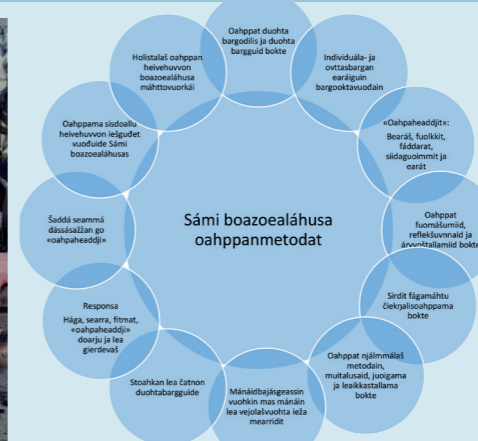 Oahppat duohta
bargodilis ja duohta
bargguid bokte
Individuála- ja
ovttasbargan
earáiguin
bargooktavuođain
«Oahpaheaddjit»:
Bearáš, fuolkkit,
fáddarat,
siidaguoimmit ja
earát
Oahppat
fuomášumiid,
reflekšuvnnaid ja
árvvoštallamiid bokte
Sirdit fágamáhtu
čiekŋalisoahppama
bokte
Oahppat njálmmálaš
metodain,
muitalusaid, juoigama
ja leaikkastallama
bokte
Mánáidbajásgeassin
vuohkin mas mánáin
lea vejolašvuohta ieža
mearridit
Stoahkan lea čatnon
duohtabargguide
Responsa
Hága, searra, fitmat,
«oahpaheaddji»
doarju ja lea
gierdevaš
Šaddá seammá
dássásažžan go
«oahpaheaddji»
Oahppama sisdoallu
heivehuvvon iešguđet
vuođuide Sámi
boazoealáhusas
Holistalaš oahppan
heivehuvvon
boazoealáhusa
máhttovuorkái
Sámi boazoealáhusa
oahppanmetodat